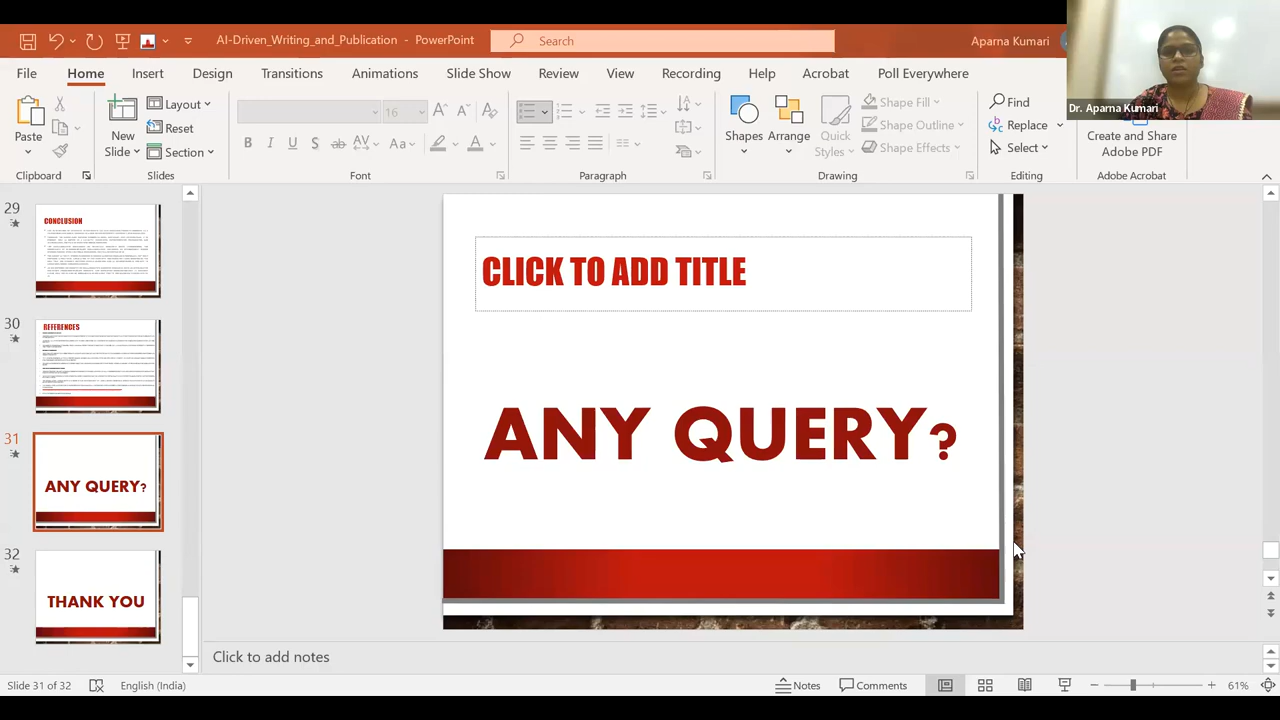 AI-Driven_Writing_and_Publication - PowerPoint
Search
Aparna Kumari
Dr. Aparna Kumari
File Home Insert Design Transitions Animations Slide Show Review View Recording Help Acrobat Poll Everywhere
Paste
New
Slide
Layout
Reset
Section
16
B I U S ab AV Aa A
Shapes
Arrange
Quick
Styles
Shape Fill
Shape Outline
Shape Effects
Find
Replace
Select
Create and Share
Adobe PDF
Clipboard Slides Font Paragraph Drawing Editing Adobe Acrobat
29
CONCLUSION
30
REFERENCES
31
ANY QUERY?
32
THANK YOU
CLICK TO ADD TITLE
ANY QUERY?
Click to add notes
Slide 31 of 32 English (India) Notes Comments 61%